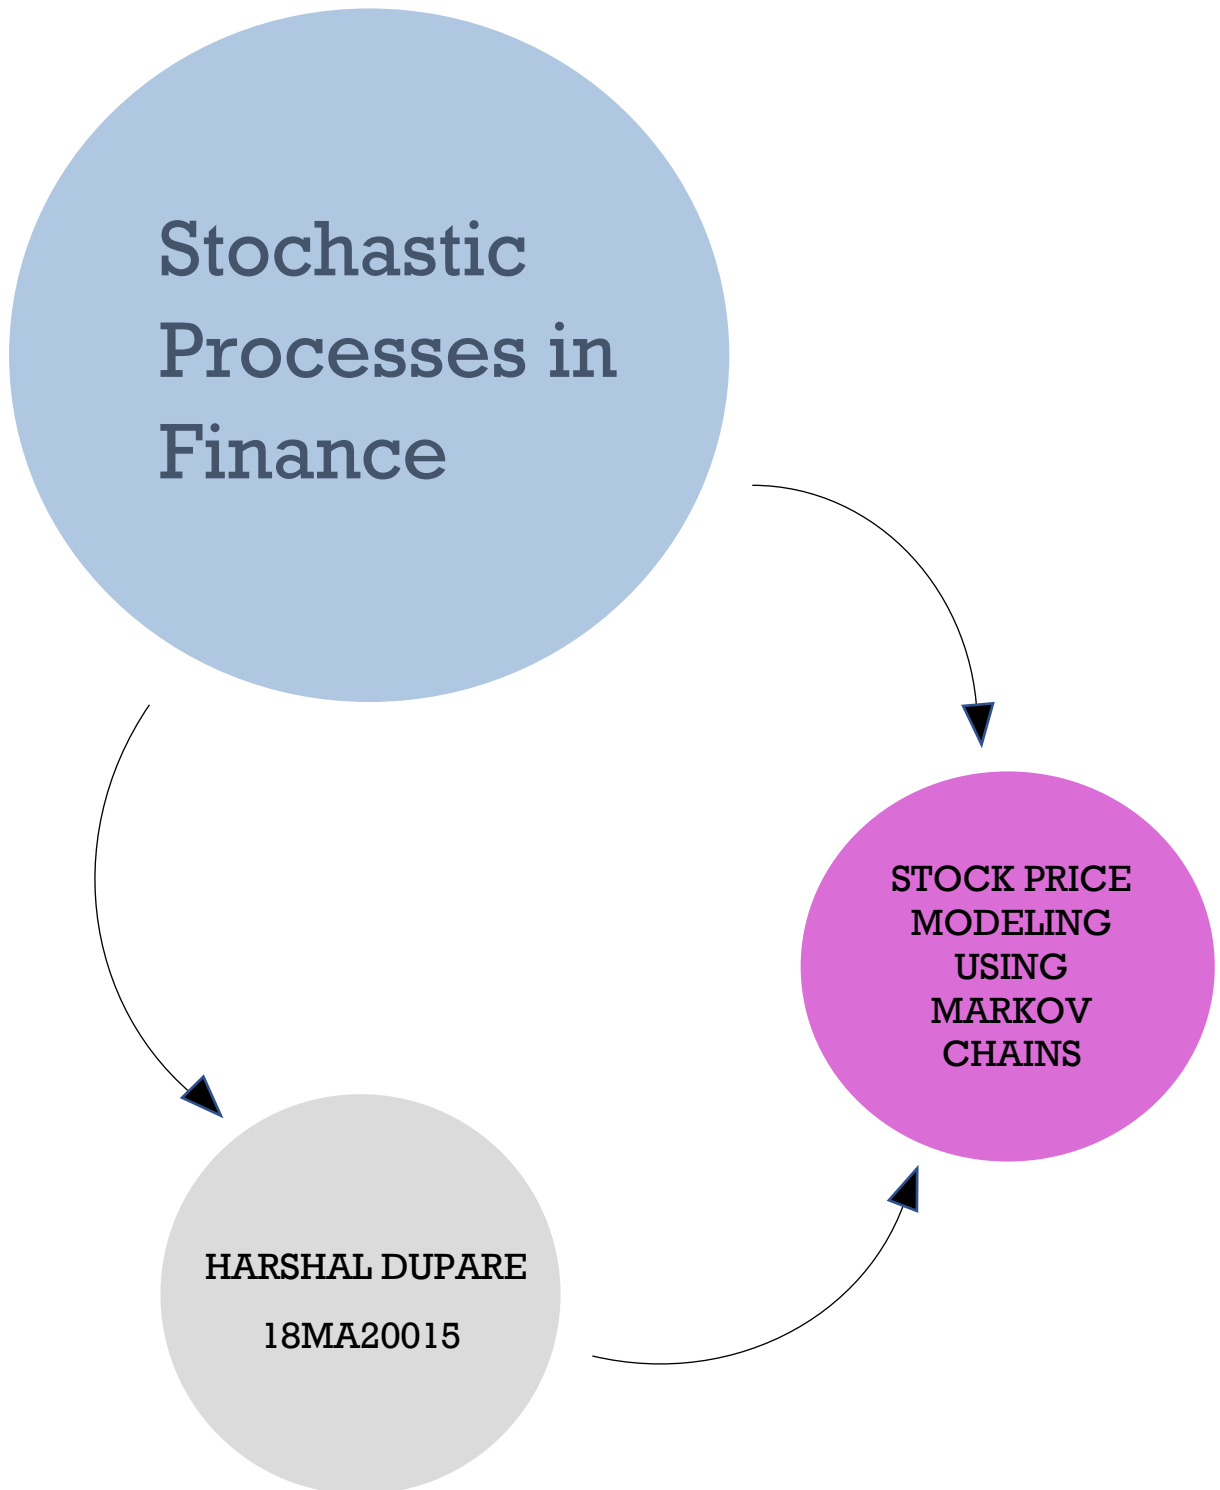 Stochastic
Processes in
Finance
STOCK PRICE
MODELING
USING
MARKOV
CHAINS
HARSHAL DUPARE
18MA20015